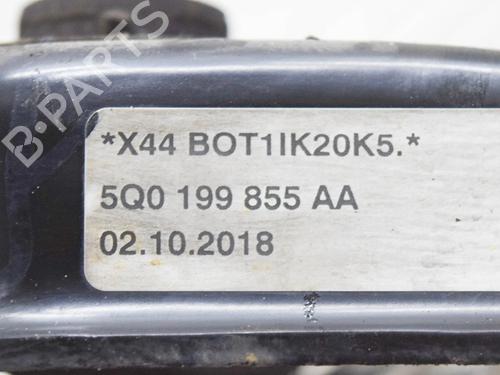 B-PARTS
*X44 BOT1IK20K5.*
5Q0 199 855 AA
02.10.2018